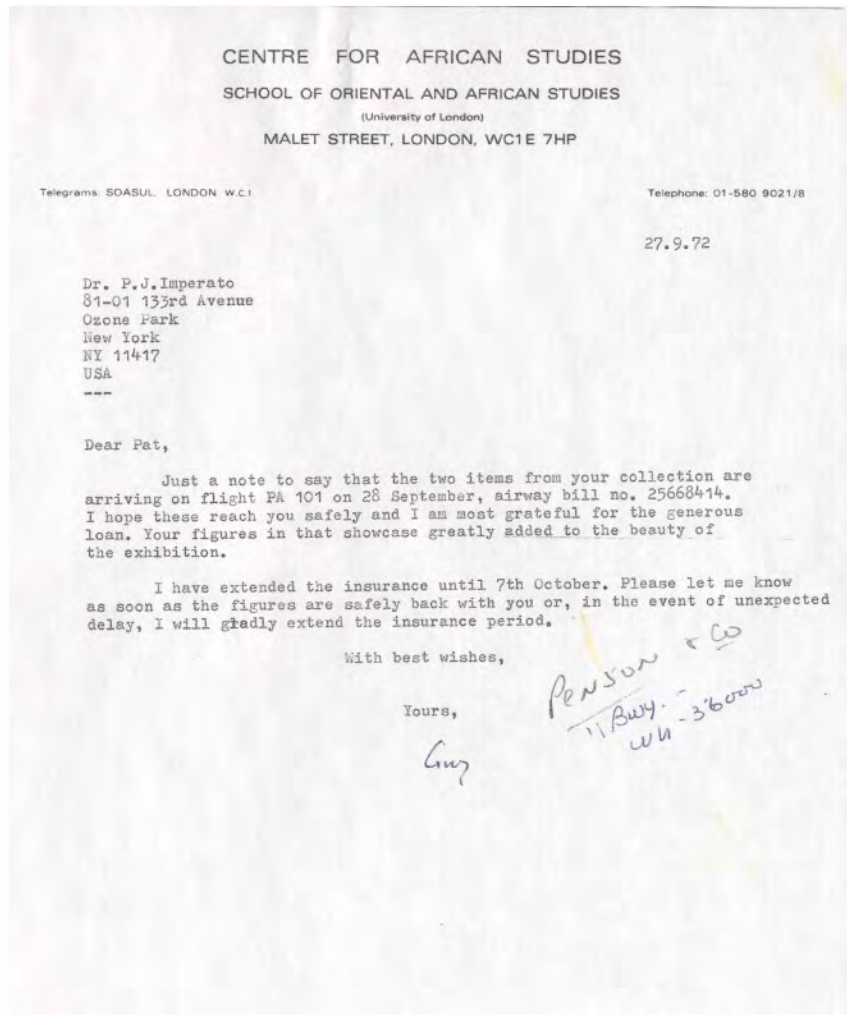 CENTRE FOR AFRICAN STUDIES
SCHOOL OF ORIENTAL AND AFRICAN STUDIES
(University of London)
MALET STREET, LONDON, WC1E 7HP
Telegrams: SOASUL. LONDON W.C.1 Telephone: 01-580 9021/8
27.9.72
Dr. P.J.Imperato
81-01 133rd Avenue
Ozone Park
New York
NY 11417
USA
---
Dear Pat,
Just a note to say that the two items from your collection are
arriving on flight PA 101 on 28 September, airway bill no. 25668414.
I hope these reach you safely and I am most grateful for the generous
loan. Your figures in that showcase greatly added to the beauty of
the exhibition.
I have extended the insurance until 7th October. Please let me know
as soon as the figures are safely back with you or, in the event of unexpected
delay, I will gladly extend the insurance period.
With best wishes,
Yours,
Guy
PENSON & CO
11 Bwy. -
WH - 36000